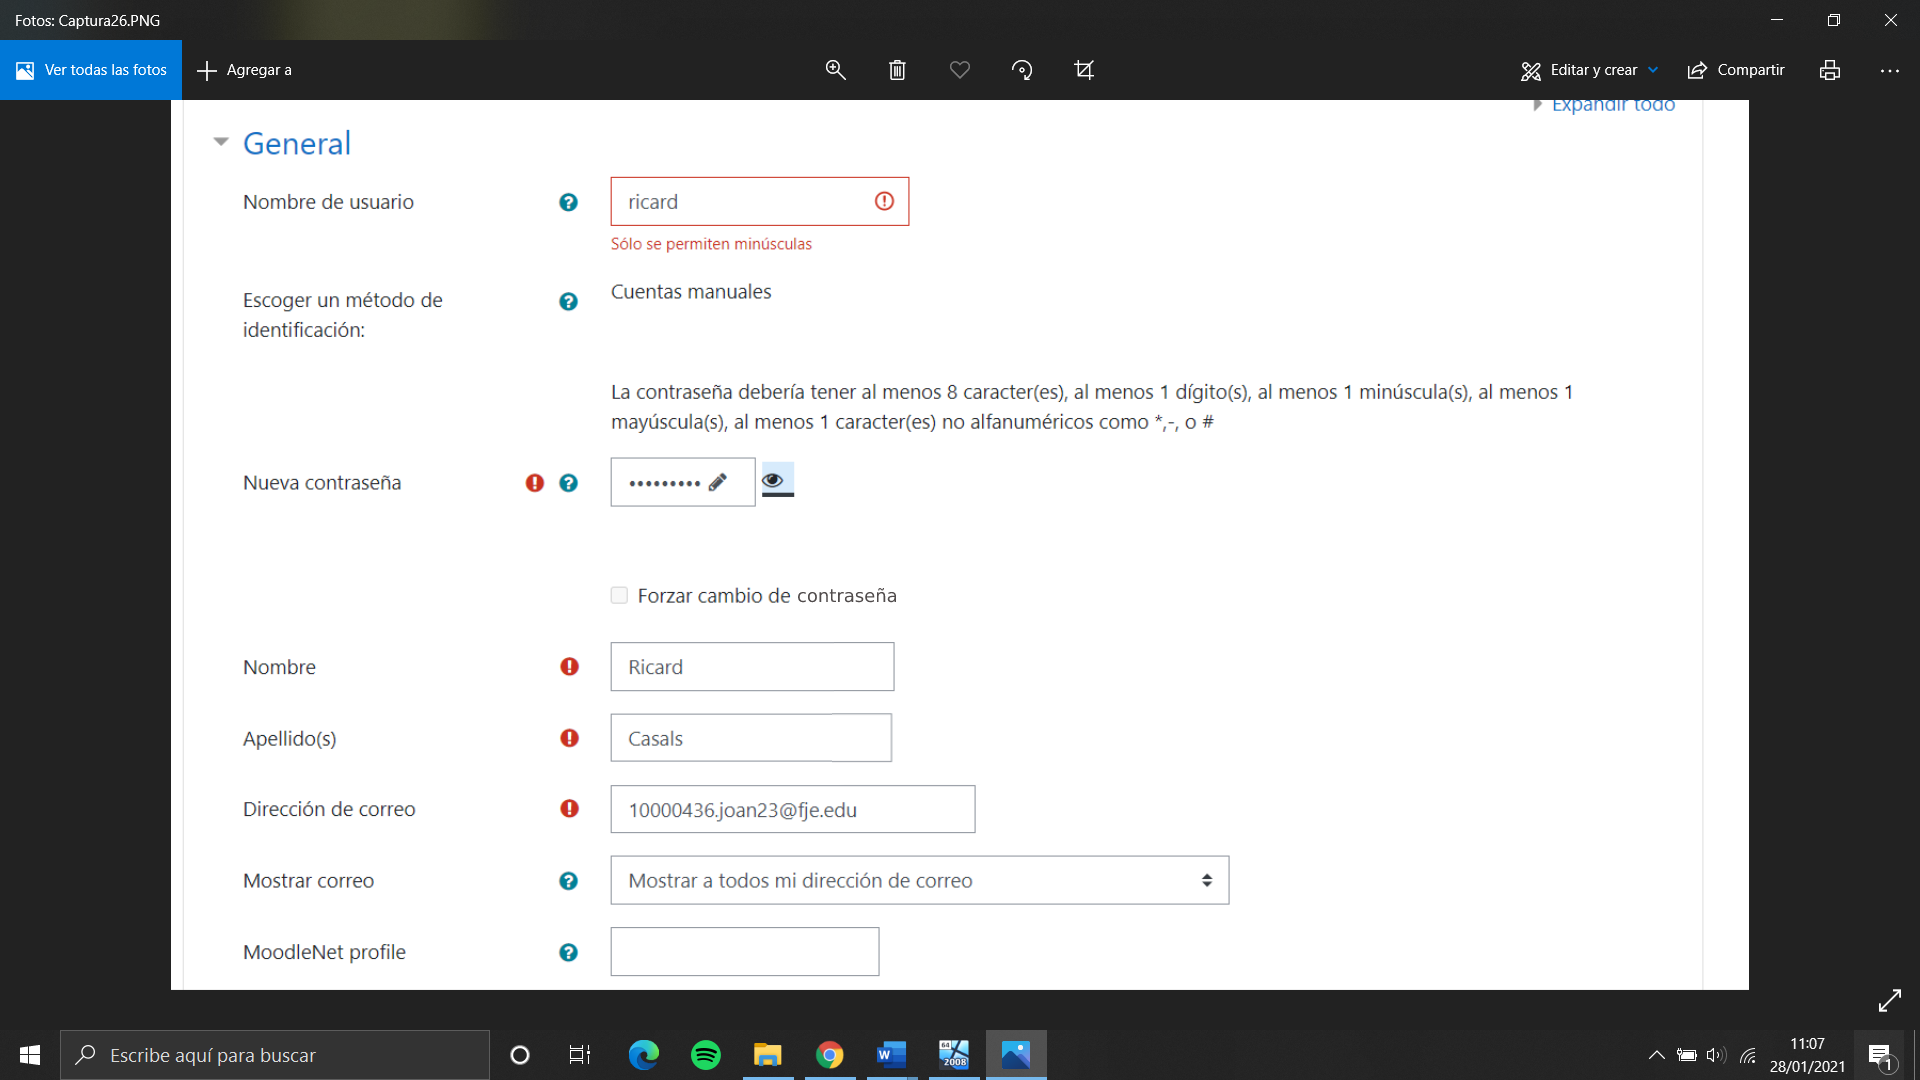 Fotos: Captura26.PNG
Ver todas las fotos
Agregar a
Editar y crear
Compartir
Expandir todo
General
Nombre de usuario
ricard
Sólo se permiten minúsculas
Escoger un método de
identificación:
Cuentas manuales
La contraseña debería tener al menos 8 caracter(es), al menos 1 dígito(s), al menos 1 minúscula(s), al menos 1
mayúscula(s), al menos 1 caracter(es) no alfanuméricos como *,-, o #
Nueva contraseña
•••••••••
Forzar cambio de contraseña
Nombre
Ricard
Apellido(s)
Casals
Dirección de correo
10000436.joan23@fje.edu
Mostrar correo
Mostrar a todos mi dirección de correo
MoodleNet profile
Escribe aquí para buscar
W
64
2008
11:07
28/01/2021
1